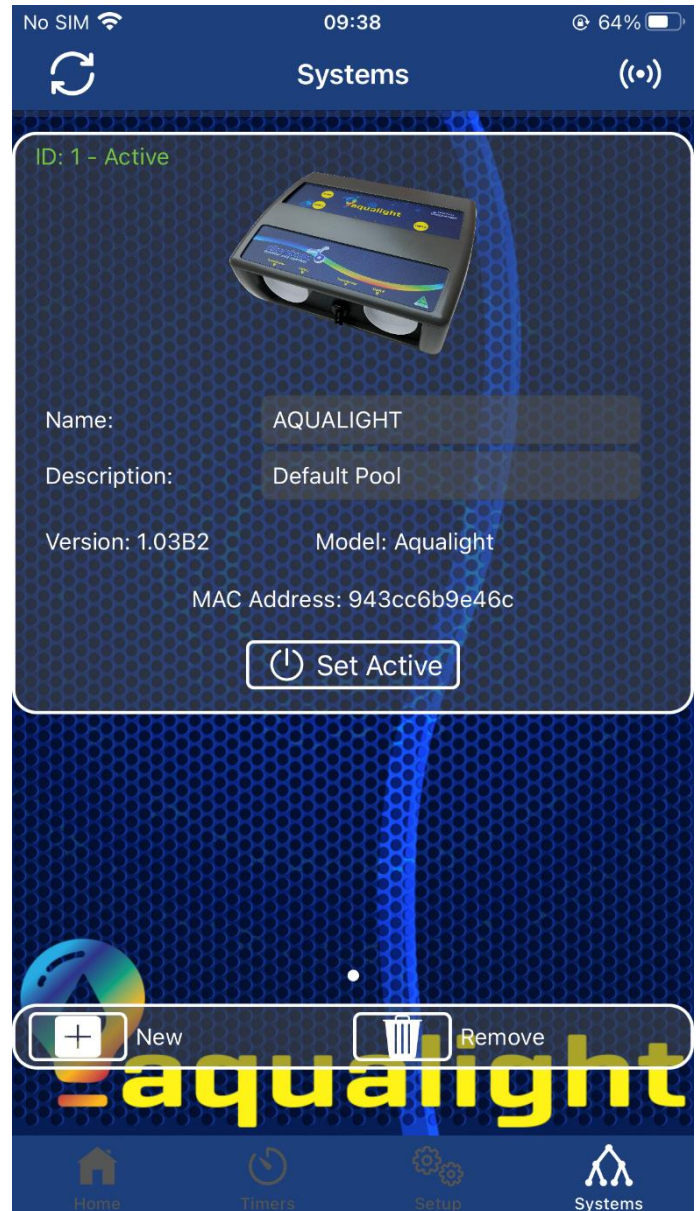 No SIM 09:38 64%
Systems
ID: 1 - Active
aqualight
Name: AQUALIGHT
Description: Default Pool
Version: 1.03B2 Model: Aqualight
MAC Address: 943cc6b9e46c
Set Active
New Remove
aqualight
Home Timers Setup Systems